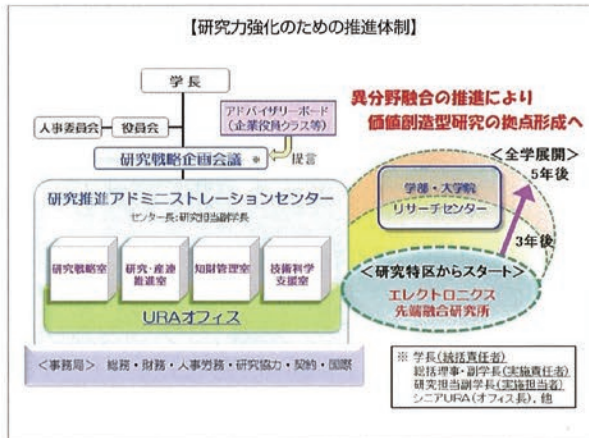 【研究力強化のための推進体制】
学長
人事委員会
役員会
アドバイザリーボード
(企業役員クラス等)
研究戦略企画会議 ※
提言
異分野融合の推進により
価値創造型研究の拠点形成へ
<全学展開>
5年後
学部・大学院
リサーチセンター
3年後
<研究特区からスタート>
エレクトロニクス
先端融合研究所
研究推進アドミニストレーションセンター
センター長:研究担当副学長
研究戦略室
研究・産連
推進室
知財管理室
技術科学
支援室
URAオフィス
<事務局> 総務・財務・人事労務・研究協力・契約・国際
※ 学長(統括責任者)
総括理事・副学長(実施責任者)
研究担当副学長(実施担当者)
シニアURA(オフィス長), 他